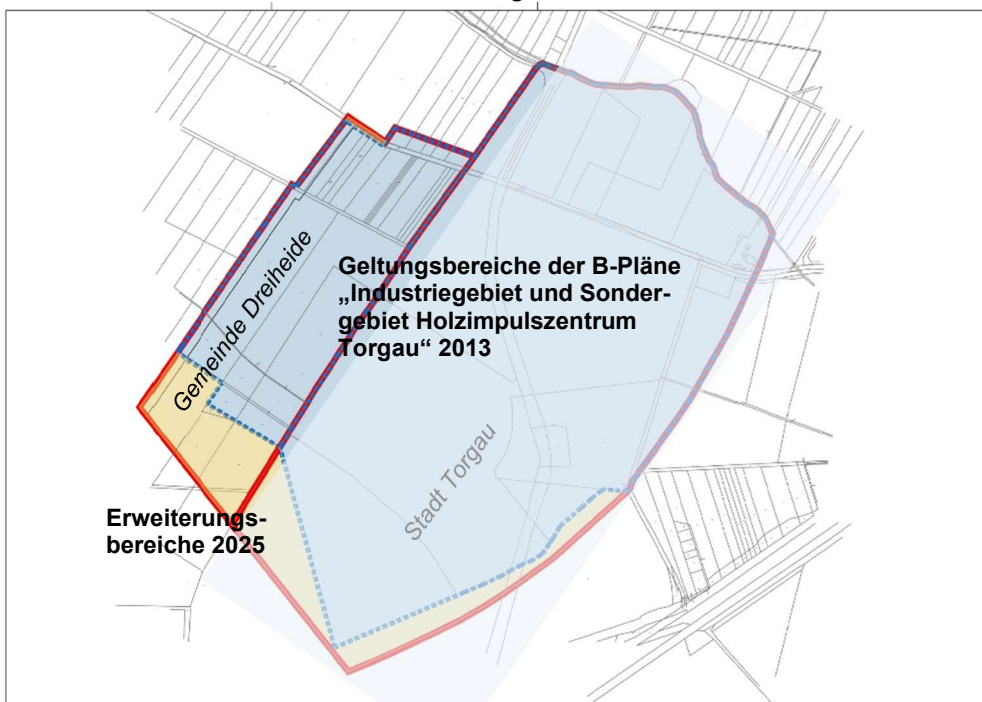 Gemeinde Dreiheide
Geltungsbereiche der B-Pläne
„Industriegebiet und Sonder-
gebiet Holzimpulszentrum
Torgau“ 2013
Stadt Torgau
Erweiterungs-
bereiche 2025